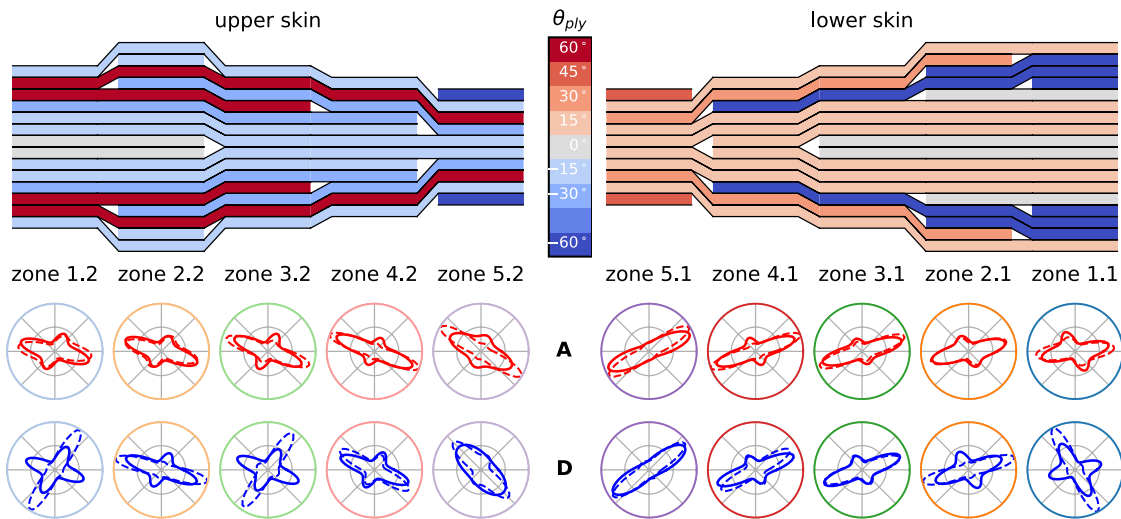 upper skin
θply
lower skin
60°
45°
30°
15°
0°
−15°
−30°
−60°
zone 1.2 zone 2.2 zone 3.2 zone 4.2 zone 5.2 zone 5.1 zone 4.1 zone 3.1 zone 2.1 zone 1.1
A
D